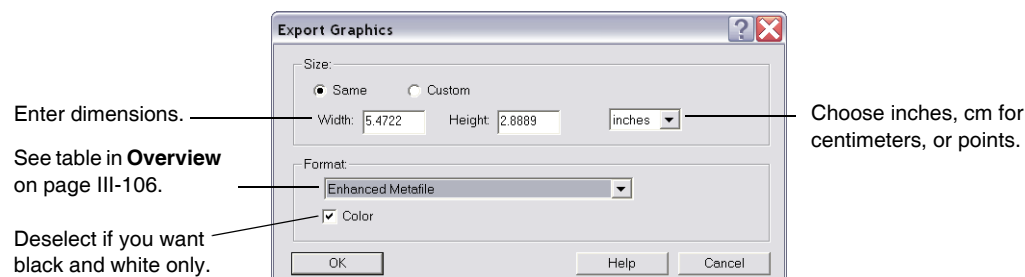 Export Graphics
Size:
Same Custom
Enter dimensions.
Width: 5.4722 Height: 2.8889 inches
Choose inches, cm for
centimeters, or points.
See table in Overview
on page III-106.
Format:
Enhanced Metafile
Color
Deselect if you want
black and white only.
OK Help Cancel